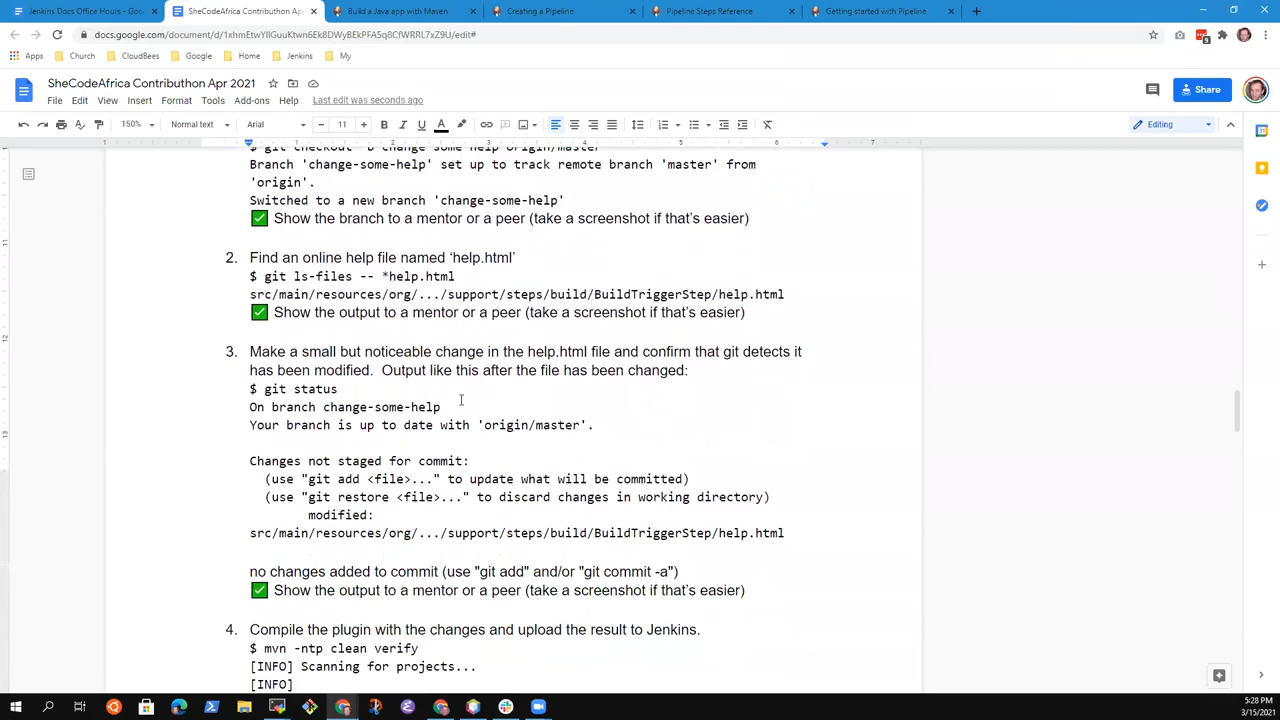 Jenkins Docs Office Hours - Goo
SheCodeAfrica Contributhon Apr
Build a Java app with Maven
Creating a Pipeline
Pipeline Steps Reference
Getting started with Pipeline
Apps
Church
CloudBees
Google
Home
Jenkins
My
SheCodeAfrica Contributhon Apr 2021
File Edit View Insert Format Tools Add-ons Help Last edit was seconds ago
Share
150% Normal text Arial 11 Editing
1 1 2 3 4 5 6 7
Branch 'change-some-help' set up to track remote branch 'master' from
'origin'.
Switched to a new branch 'change-some-help'
✅ Show the branch to a mentor or a peer (take a screenshot if that's easier)
2. Find an online help file named ‘help.html’
$ git ls-files -- *help.html
src/main/resources/org/.../support/steps/build/BuildTriggerStep/help.html
✅ Show the output to a mentor or a peer (take a screenshot if that's easier)
3. Make a small but noticeable change in the help.html file and confirm that git detects it
has been modified.  Output like this after the file has been changed:
$ git status
On branch change-some-help
Your branch is up to date with 'origin/master'.
Changes not staged for commit:
(use "git add <file>..." to update what will be committed)
(use "git restore <file>..." to discard changes in working directory)
modified:
src/main/resources/org/.../support/steps/build/BuildTriggerStep/help.html
no changes added to commit (use "git add" and/or "git commit -a")
✅ Show the output to a mentor or a peer (take a screenshot if that's easier)
4. Compile the plugin with the changes and upload the result to Jenkins.
$ mvn -ntp clean verify
[INFO] Scanning for projects...
[INFO]
5:28 PM
3/15/2021